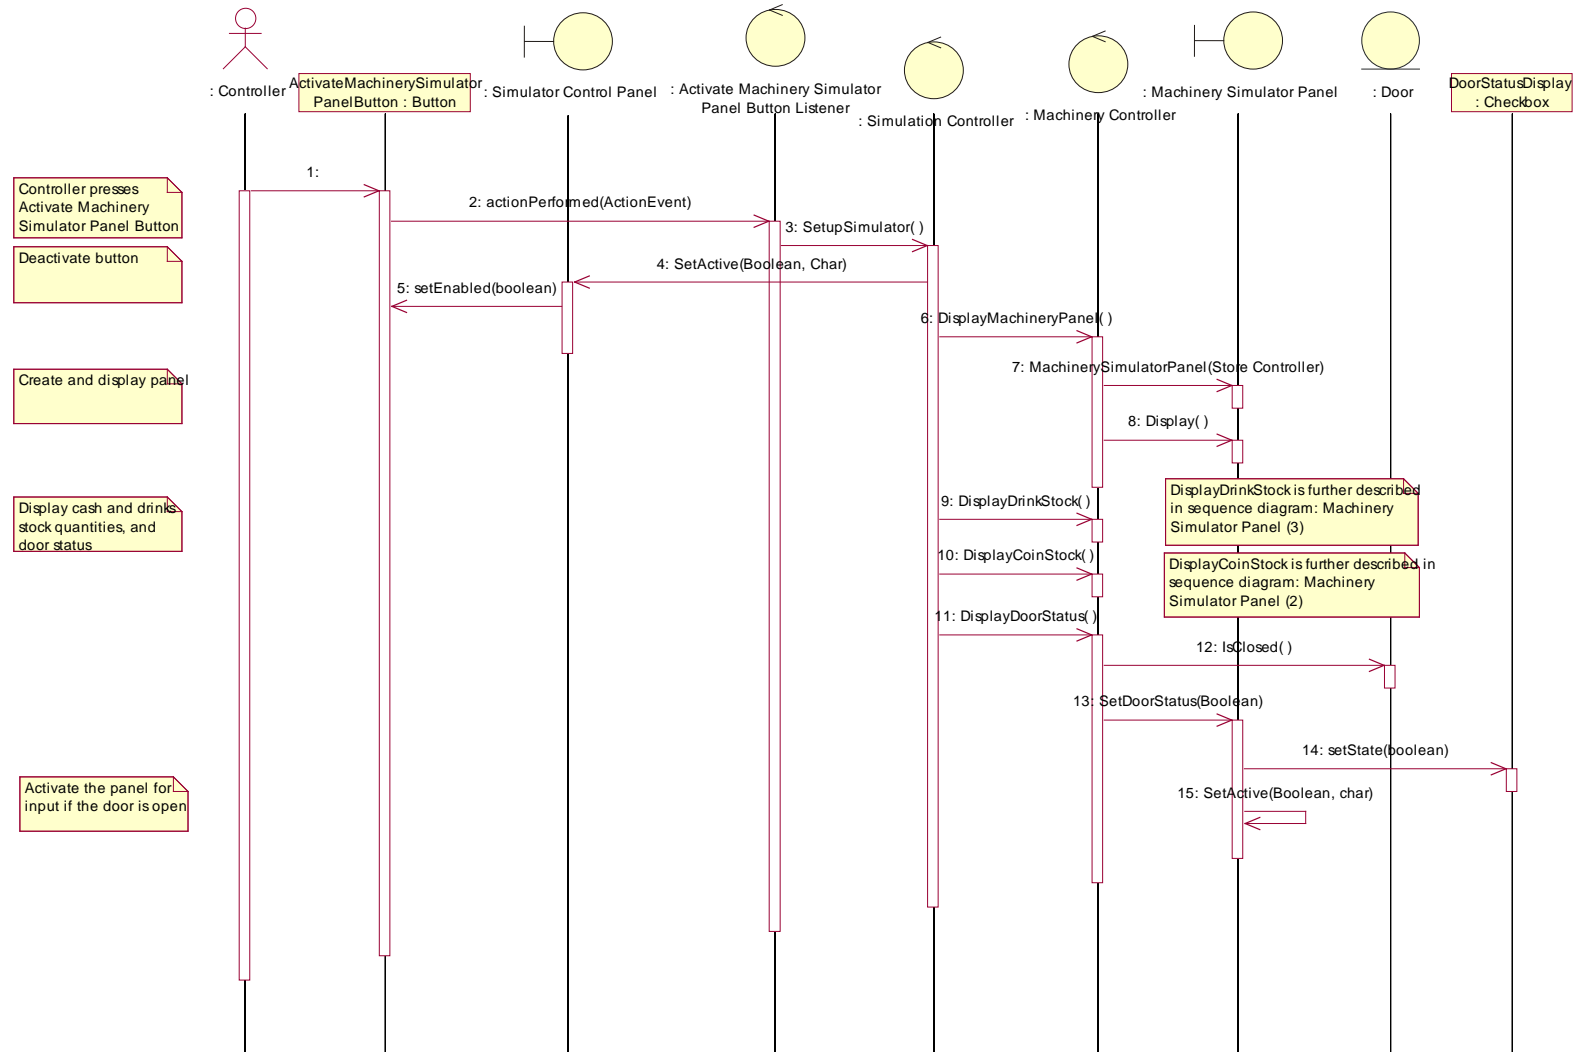 : Controller
ActivateMachinerySimulator
PanelButton : Button
: Simulator Control Panel
: Activate Machinery Simulator
Panel Button Listener
: Simulation Controller
: Machinery Controller
: Machinery Simulator Panel
: Door
DoorStatusDisplay
: Checkbox
Controller presses
Activate Machinery
Simulator Panel Button
1:
2: actionPerformed(ActionEvent)
3: SetupSimulator( )
Deactivate button
4: SetActive(Boolean, Char)
5: setEnabled(boolean)
6: DisplayMachineryPanel( )
7: MachinerySimulatorPanel(Store Controller)
Create and display panel
8: Display( )
Display cash and drinks
stock quantities, and
door status
9: DisplayDrinkStock( )
DisplayDrinkStock is further described
in sequence diagram: Machinery
Simulator Panel (3)
10: DisplayCoinStock( )
DisplayCoinStock is further described in
sequence diagram: Machinery
Simulator Panel (2)
11: DisplayDoorStatus( )
12: IsClosed( )
13: SetDoorStatus(Boolean)
14: setState(boolean)
Activate the panel for
input if the door is open
15: SetActive(Boolean, char)